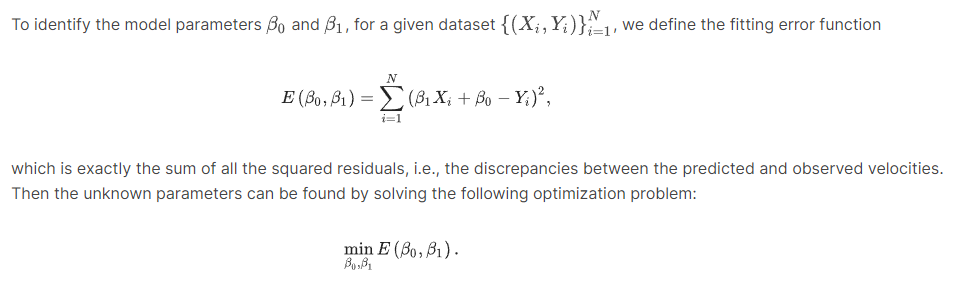 To identify the model parameters β₀ and β₁, for a given dataset {(Xᵢ, Yᵢ)}ᵢ₌₁ᴺ, we define the fitting error function
E (β₀, β₁) = ∑ᵢ₌₁ᴺ (β₁Xᵢ + β₀ − Yᵢ)²,
which is exactly the sum of all the squared residuals, i.e., the discrepancies between the predicted and observed velocities.
Then the unknown parameters can be found by solving the following optimization problem:
min E (β₀, β₁) .
β₀,β₁